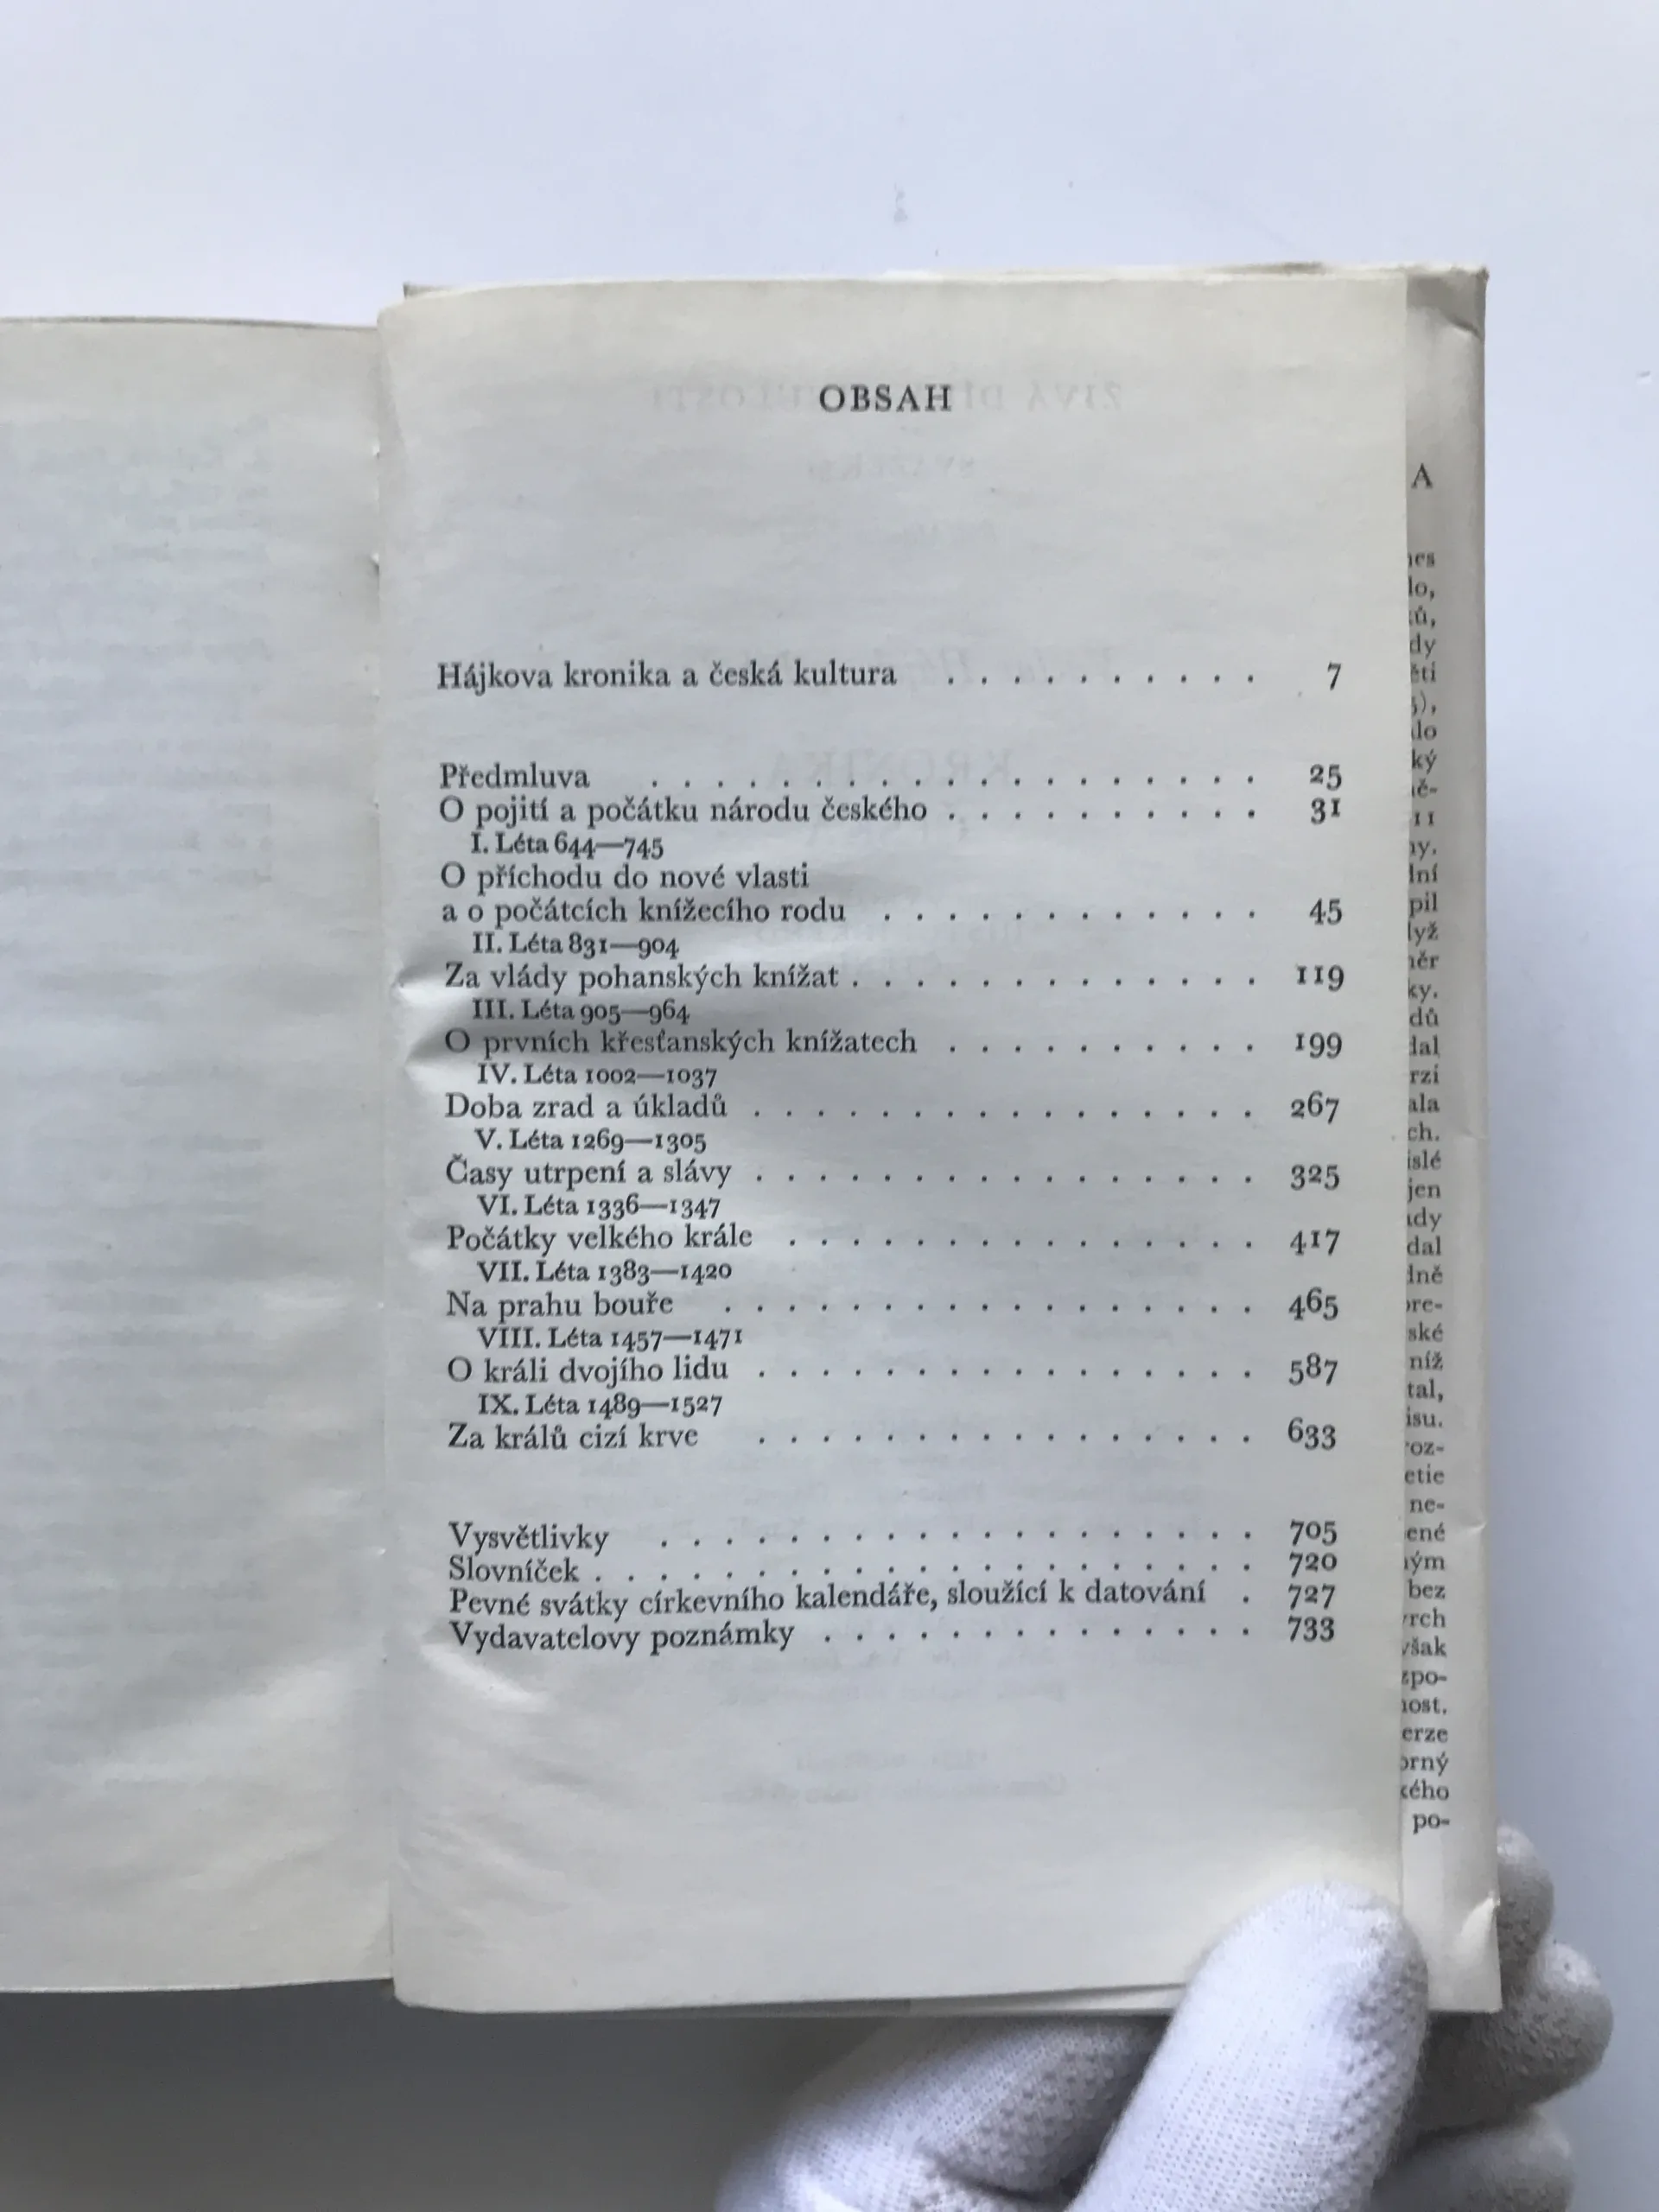 OBSAH
Hájkova kronika a česká kultura . . . . . . . . . . 7
Předmluva . . . . . . . . . . . . . . . . . . . 25
O pojití a počátku národu českého . . . . . . . . . . 31
I. Léta 644—745
O příchodu do nové vlasti
a o počátcích knížecího rodu . . . . . . . . . . . . 45
II. Léta 831—904
Za vlády pohanských knížat . . . . . . . . . . . . . 119
III. Léta 905—964
O prvních křesťanských knížatech . . . . . . . . . . 199
IV. Léta 1002—1037
Doba zrad a úkladů . . . . . . . . . . . . . . . . 267
V. Léta 1269—1305
Časy utrpení a slávy . . . . . . . . . . . . . . . . 325
VI. Léta 1336—1347
Počátky velkého krále . . . . . . . . . . . . . . . 417
VII. Léta 1383—1420
Na prahu bouře . . . . . . . . . . . . . . . . . 465
VIII. Léta 1457—1471
O králi dvojího lidu . . . . . . . . . . . . . . . . 587
IX. Léta 1489—1527
Za králů cizí krve . . . . . . . . . . . . . . . . 633
Vysvětlivky . . . . . . . . . . . . . . . . . . . 705
Slovníček . . . . . . . . . . . . . . . . . . . . . 720
Pevné svátky církevního kalendáře, sloužící k datování . 727
Vydavatelovy poznámky . . . . . . . . . . . . . . 733